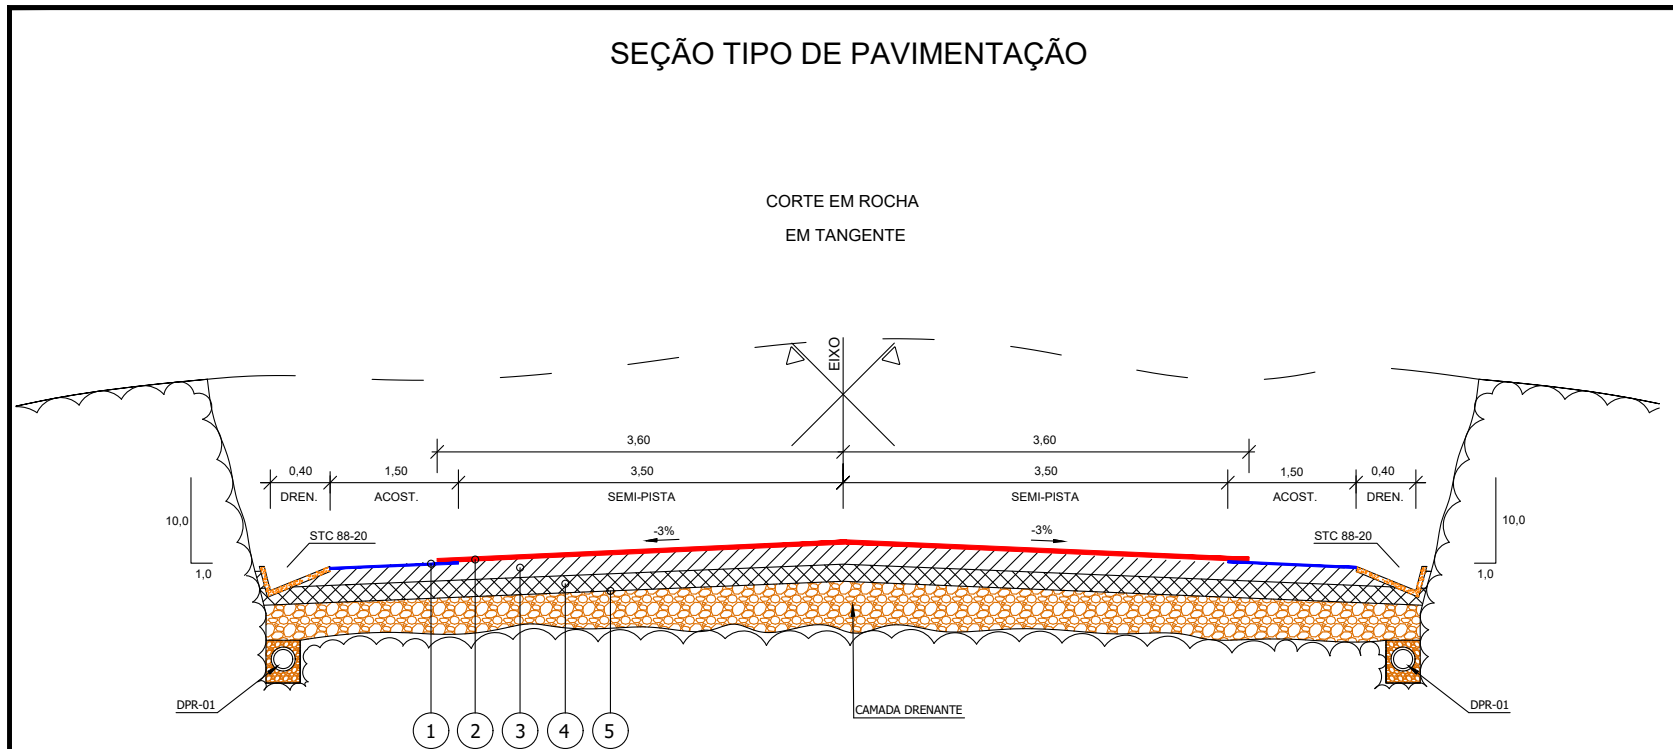 SEÇÃO TIPO DE PAVIMENTAÇÃO
CORTE EM ROCHA
EM TANGENTE
EIXO
3,60
3,60
0,40
1,50
3,50
3,50
1,50
0,40
DREN.
ACOST.
SEMI-PISTA
SEMI-PISTA
ACOST.
DREN.
10,0
1,0
STC 88-20
-3%
-3%
STC 88-20
10,0
1,0
DPR-01
CAMADA DRENANTE
DPR-01
1
2
3
4
5